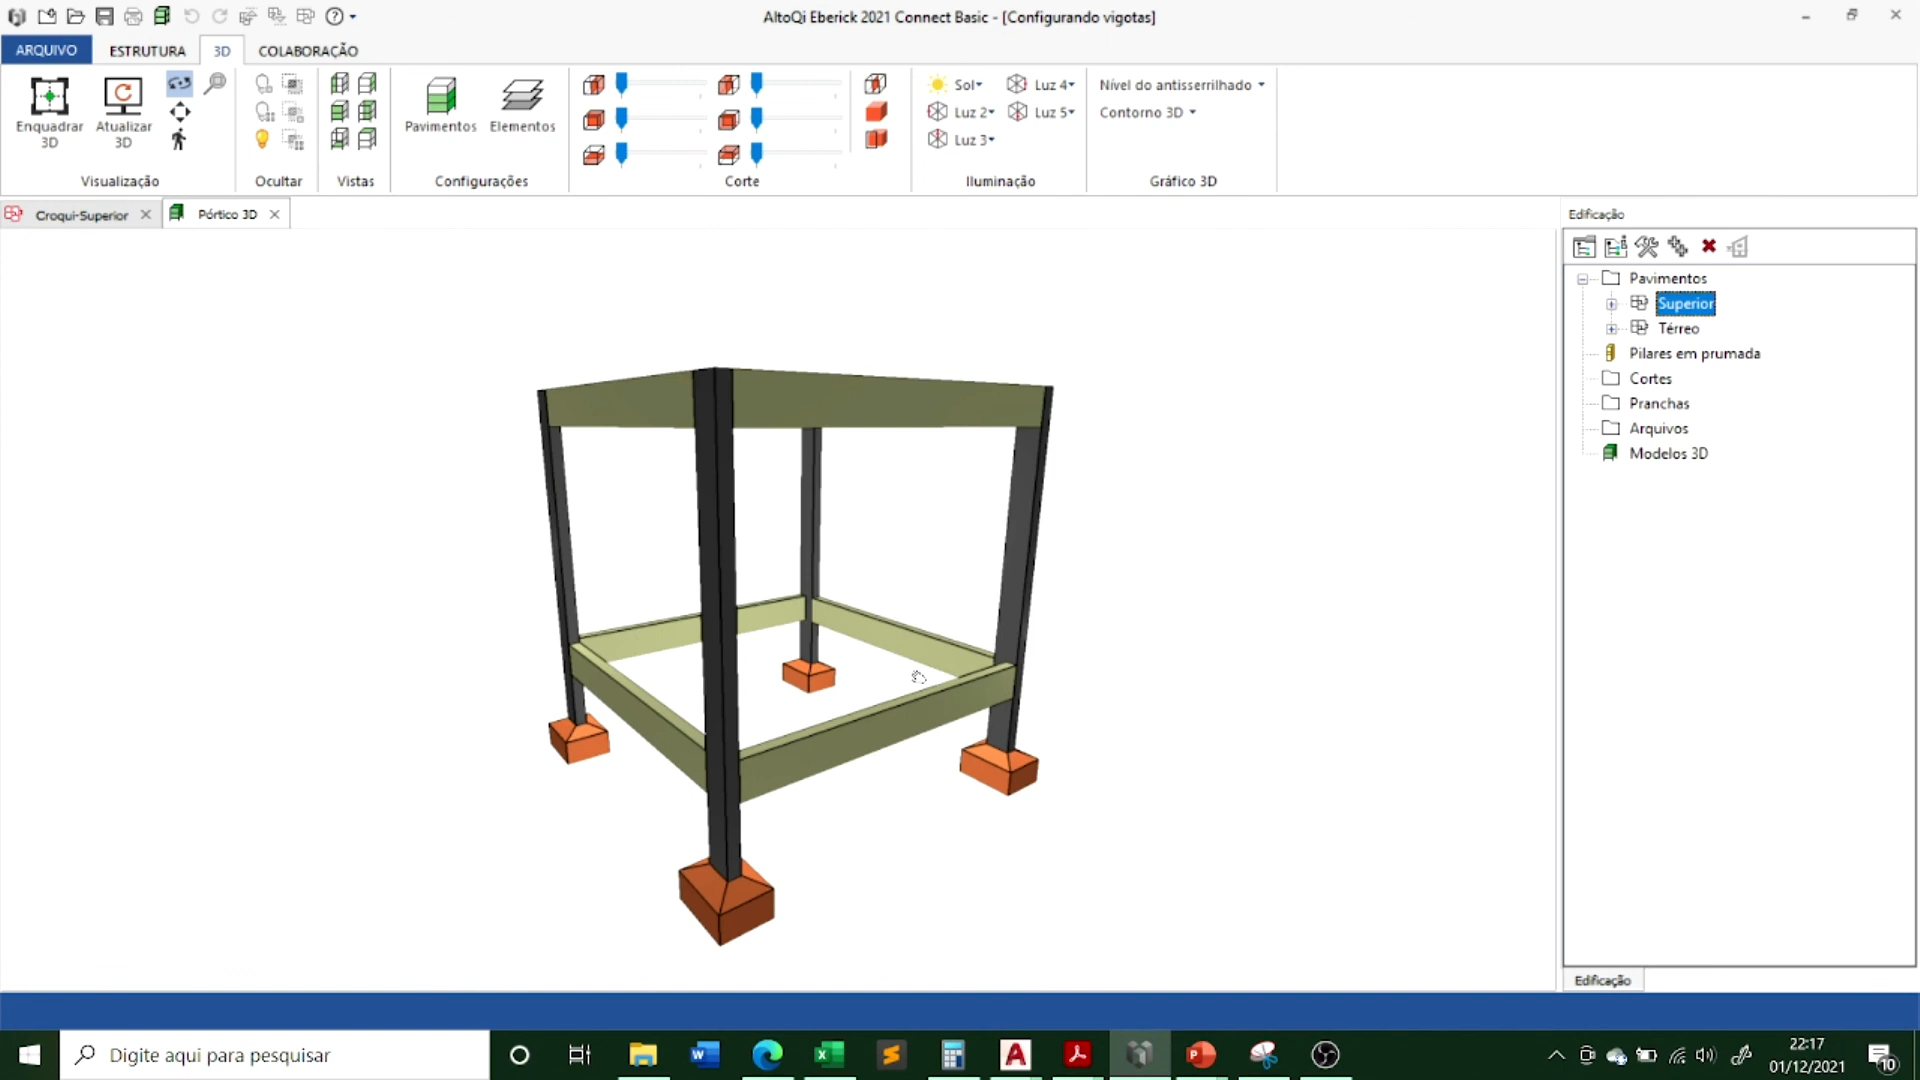 AltoQi Eberick 2021 Connect Basic - [Configurando vigotas]
ARQUIVO
ESTRUTURA
3D
COLABORAÇÃO
Enquadrar
3D
Atualizar
3D
Visualização
Ocultar
Vistas
Pavimentos
Elementos
Configurações
Corte
Sol
Luz 4
Luz 2
Luz 5
Luz 3
Iluminação
Nível do antisserrilhado
Contorno 3D
Gráfico 3D
Croqui-Superior
Pórtico 3D
Edificação
Pavimentos
Superior
Térreo
Pilares em prumada
Cortes
Pranchas
Arquivos
Modelos 3D
Edificação
Digite aqui para pesquisar
22:17
01/12/2021
10